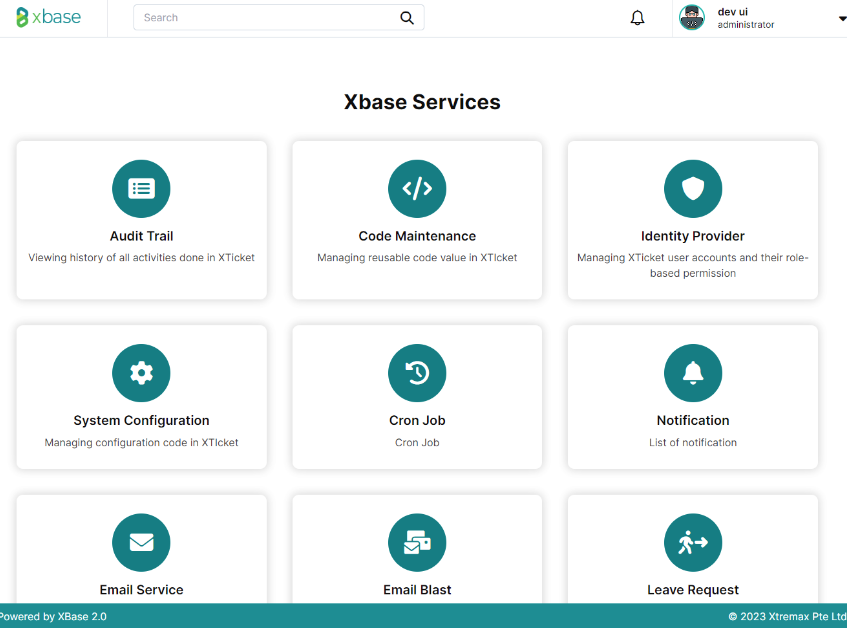 xbase
Search
dev ui
administrator
Xbase Services
Audit Trail
Viewing history of all activities done in XTicket
Code Maintenance
Managing reusable code value in XTIcket
Identity Provider
Managing XTicket user accounts and their role-
based permission
System Configuration
Managing configuration code in XTIcket
Cron Job
Cron Job
Notification
List of notification
Email Service
Email Blast
Leave Request
Powered by XBase 2.0
© 2023 Xtremax Pte Ltd